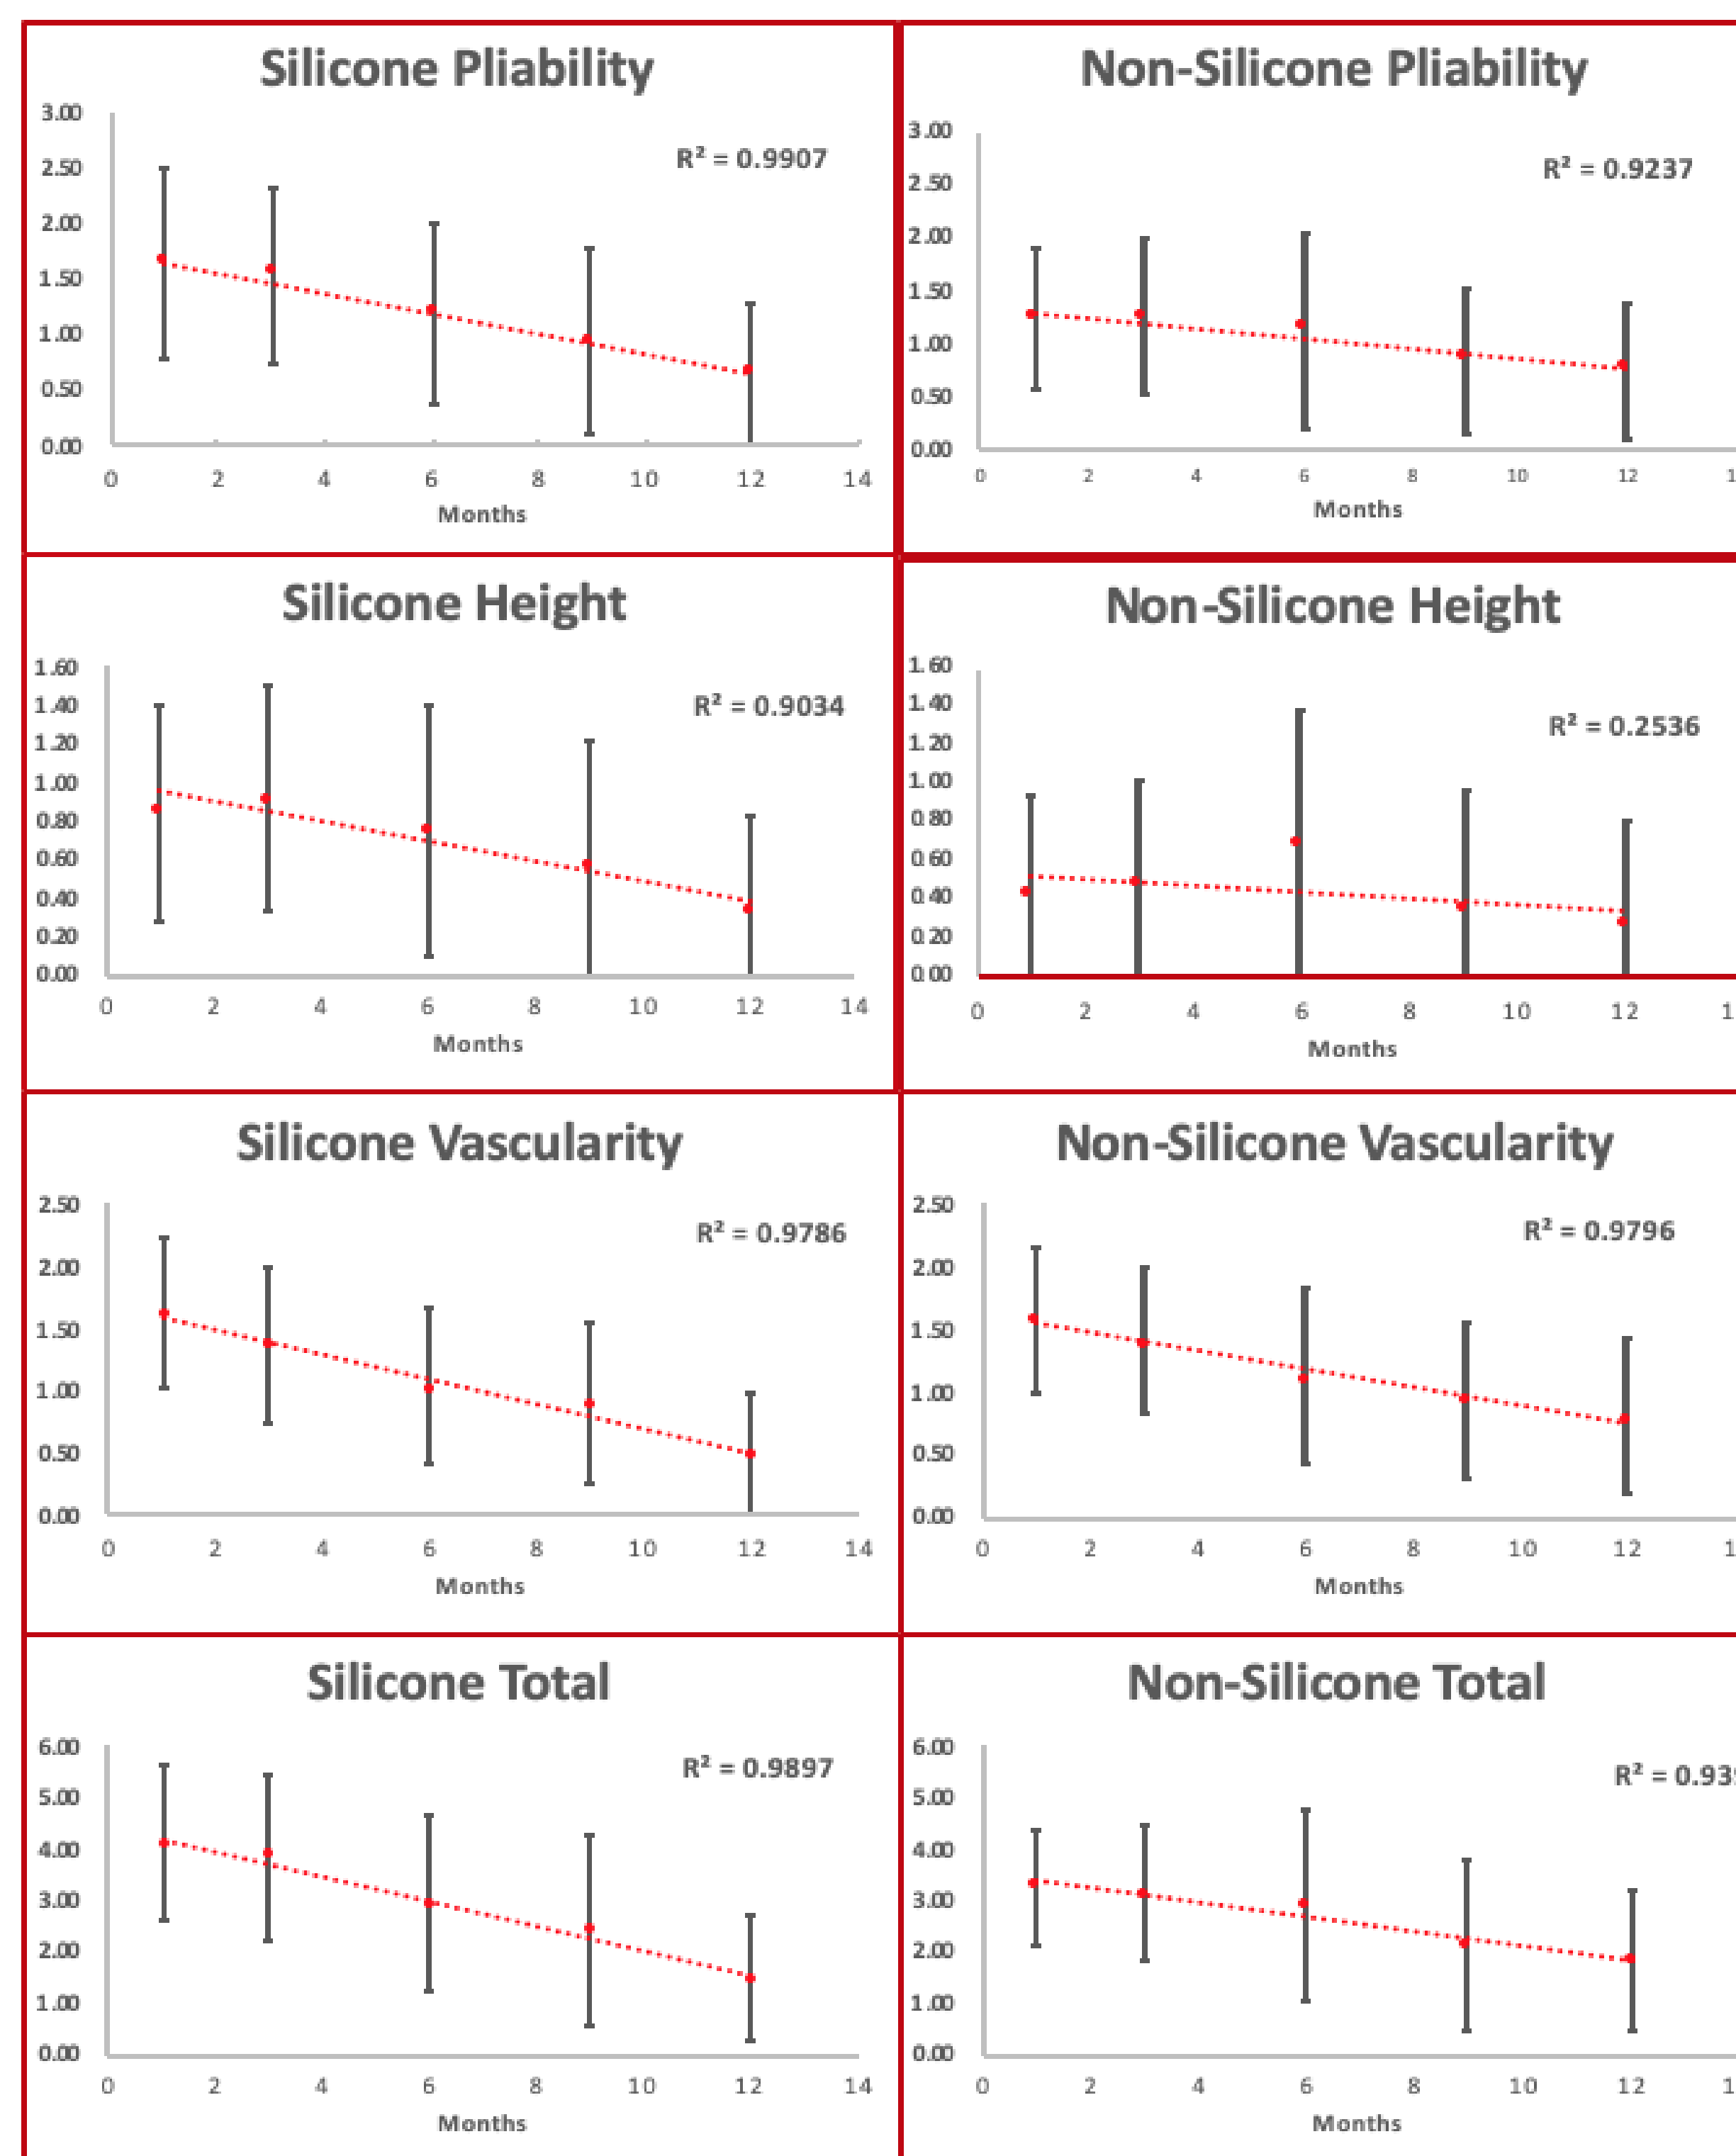 Silicone Pliability
R² = 0.9907
3.00
2.50
2.00
1.50
1.00
0.50
0.00
0 2 4 6 8 10 12 14
Months
Non-Silicone Pliability
R² = 0.9237
3.00
2.50
2.00
1.50
1.00
0.50
0.00
0 2 4 6 8 10 12
Months
Silicone Height
R² = 0.9034
1.60
1.40
1.20
1.00
0.80
0.60
0.40
0.20
0.00
0 2 4 6 8 10 12 14
Months
Non-Silicone Height
R² = 0.2536
1.60
1.40
1.20
1.00
0.80
0.60
0.40
0.20
0.00
0 2 4 6 8 10 12
Months
Silicone Vascularity
R² = 0.9786
2.50
2.00
1.50
1.00
0.50
0.00
0 2 4 6 8 10 12 14
Months
Non-Silicone Vascularity
R² = 0.9796
2.50
2.00
1.50
1.00
0.50
0.00
0 2 4 6 8 10 12
Months
Silicone Total
R² = 0.9897
6.00
5.00
4.00
3.00
2.00
1.00
0.00
0 2 4 6 8 10 12 14
Months
Non-Silicone Total
R² =
6.00
5.00
4.00
3.00
2.00
1.00
0.00
0 2 4 6 8 10 12
Months